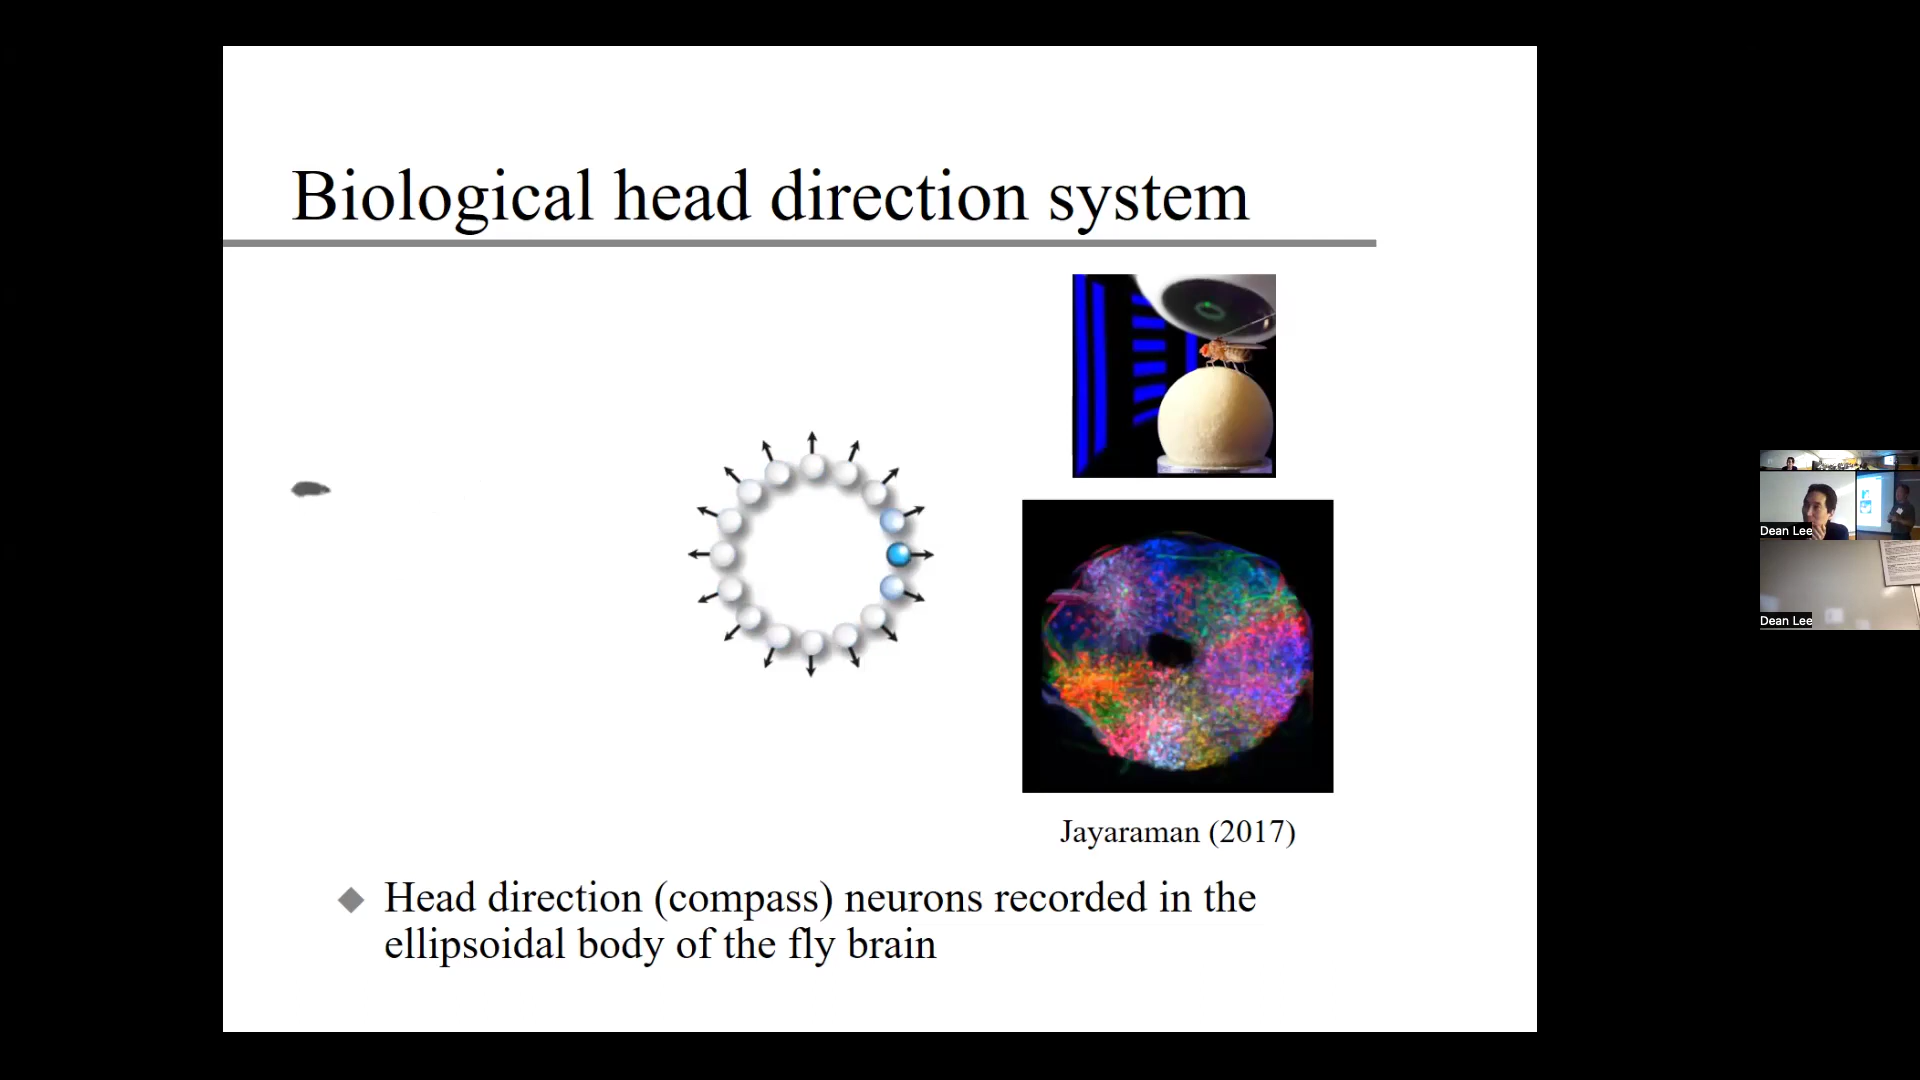 Biological head direction system
Jayaraman (2017)
Head direction (compass) neurons recorded in the
ellipsoidal body of the fly brain
Dean Lee
Dean Lee